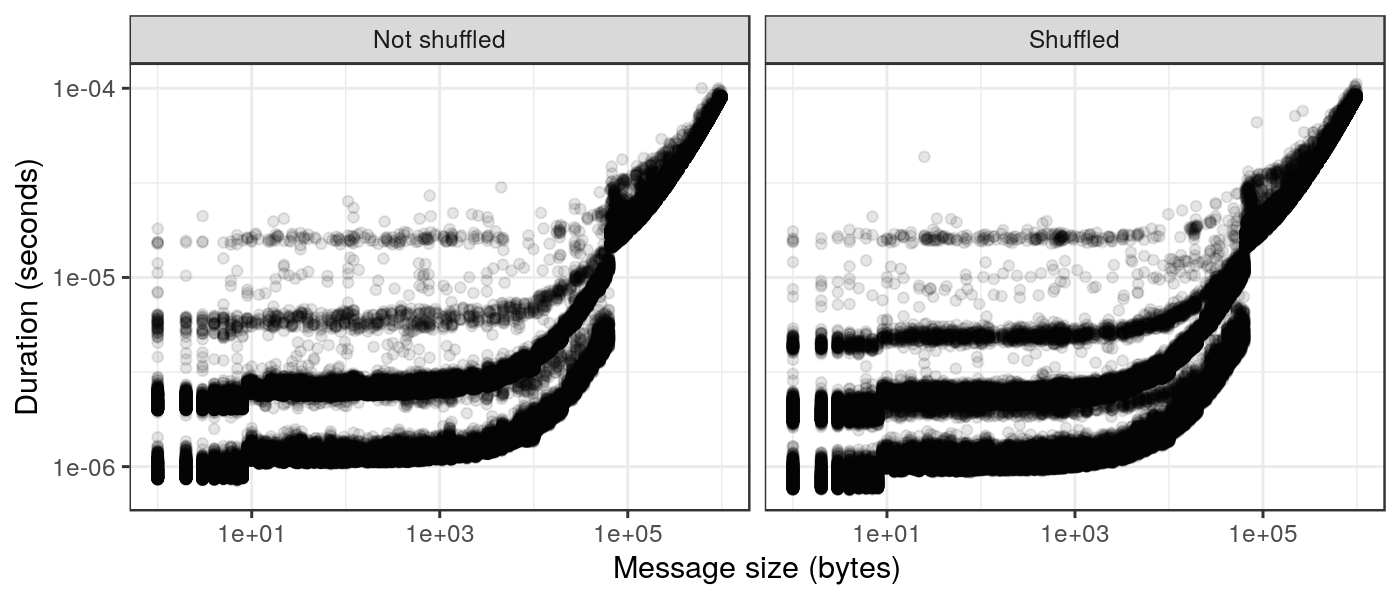 Not shuffled
Shuffled
Duration (seconds)
1e-04
1e-05
1e-06
1e+01
1e+03
1e+05
1e+01
1e+03
1e+05
Message size (bytes)